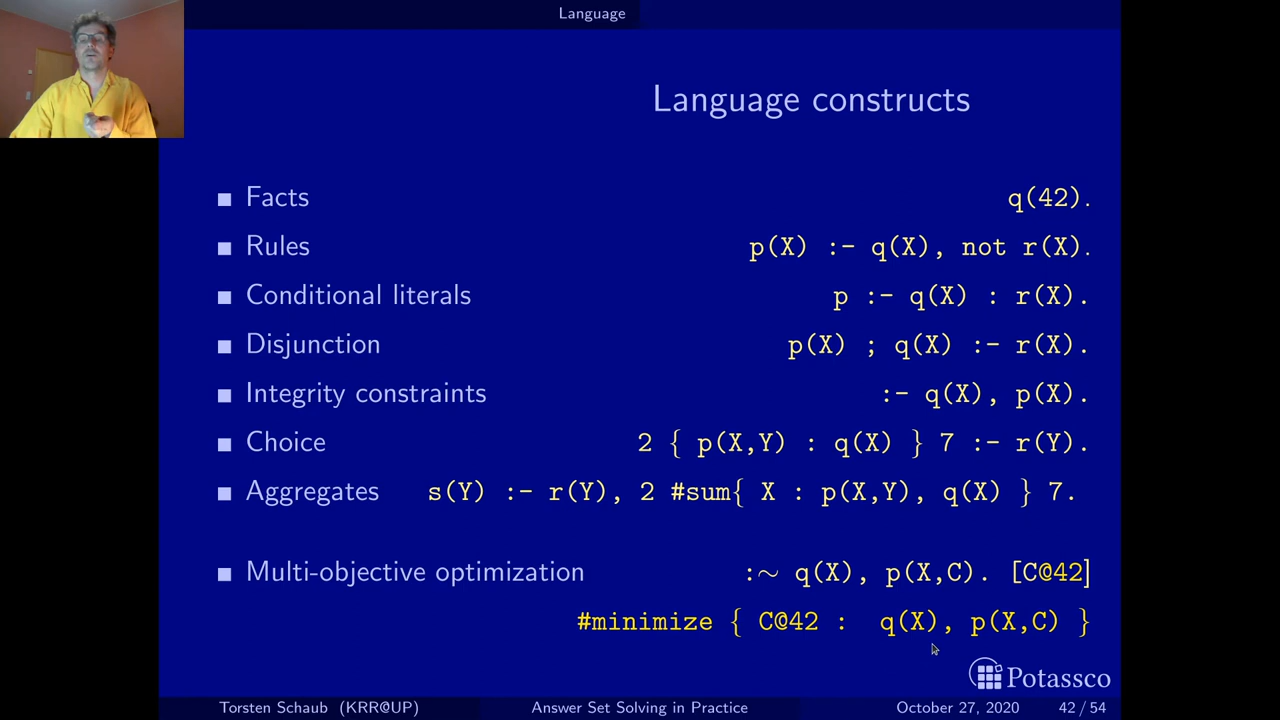 Language
Language constructs
■ Facts q(42).
■ Rules p(X) :- q(X), not r(X).
■ Conditional literals p :- q(X) : r(X).
■ Disjunction p(X) ; q(X) :- r(X).
■ Integrity constraints :- q(X), p(X).
■ Choice 2 { p(X,Y) : q(X) } 7 :- r(Y).
■ Aggregates s(Y) :- r(Y), 2 #sum{ X : p(X,Y), q(X) } 7.
■ Multi-objective optimization :∼ q(X), p(X,C). [C@42]
#minimize { C@42 : q(X), p(X,C) }
Potassco
Torsten Schaub (KRR@UP) Answer Set Solving in Practice October 27, 2020 42 / 54